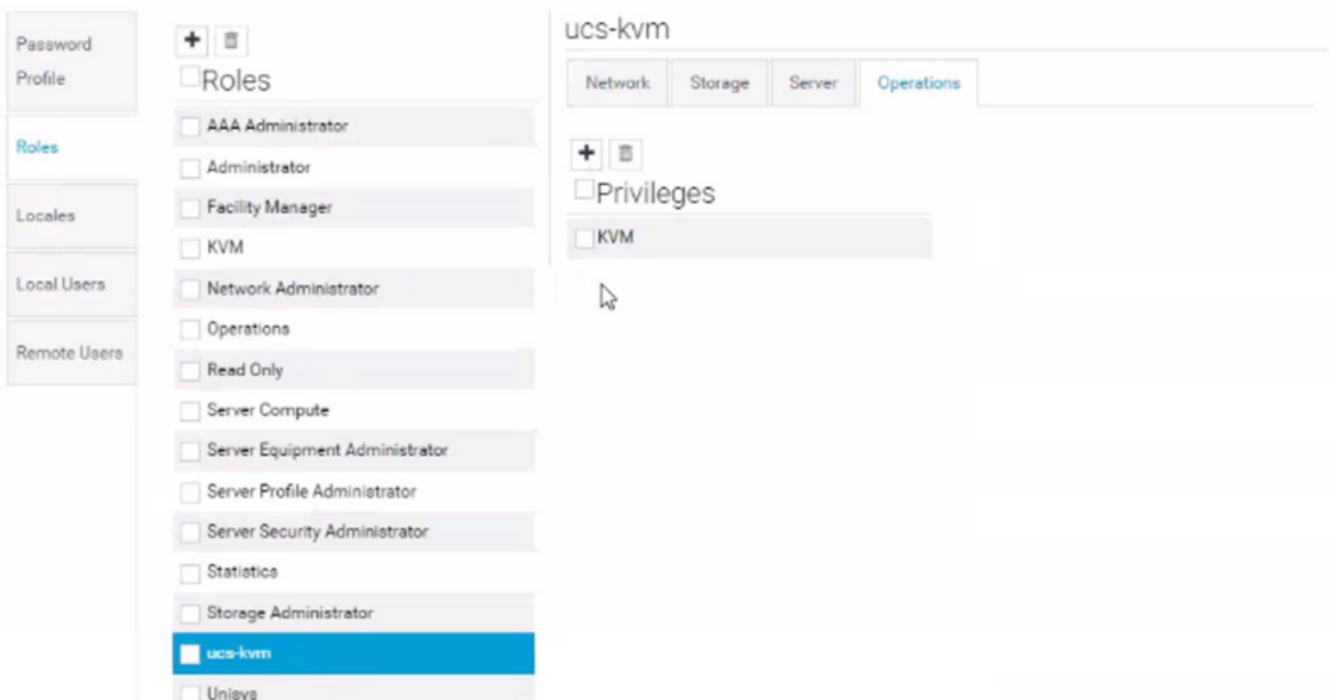 Password
Profile
Roles
Locales
Local Users
Remote Users
Roles
AAA Administrator
Administrator
Facility Manager
KVM
Network Administrator
Operations
Read Only
Server Compute
Server Equipment Administrator
Server Profile Administrator
Server Security Administrator
Statistics
Storage Administrator
ucs-kvm
Unisys
ucs-kvm
Network Storage Server Operations
Privileges
KVM